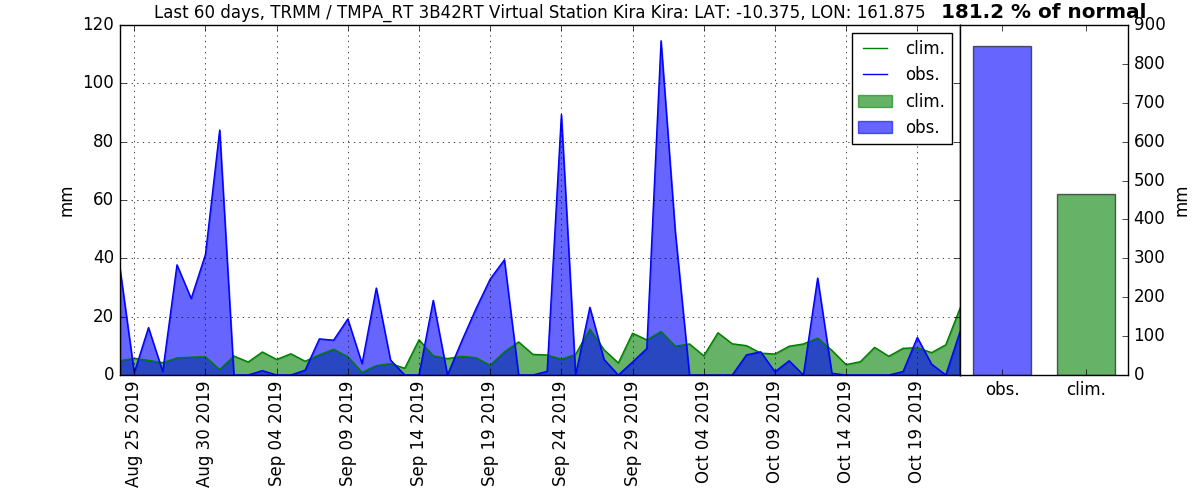 Last 60 days, TRMM / TMPA_RT 3B42RT Virtual Station Kira Kira: LAT: -10.375, LON: 161.875 181.2 % of normal
120
100
80
60
40
20
0
mm
clim.
obs.
clim.
obs.
900
800
700
600
500
400
300
200
100
0
mm
Aug 25 2019
Aug 30 2019
Sep 04 2019
Sep 09 2019
Sep 14 2019
Sep 19 2019
Sep 24 2019
Sep 29 2019
Oct 04 2019
Oct 09 2019
Oct 14 2019
Oct 19 2019
obs.
clim.